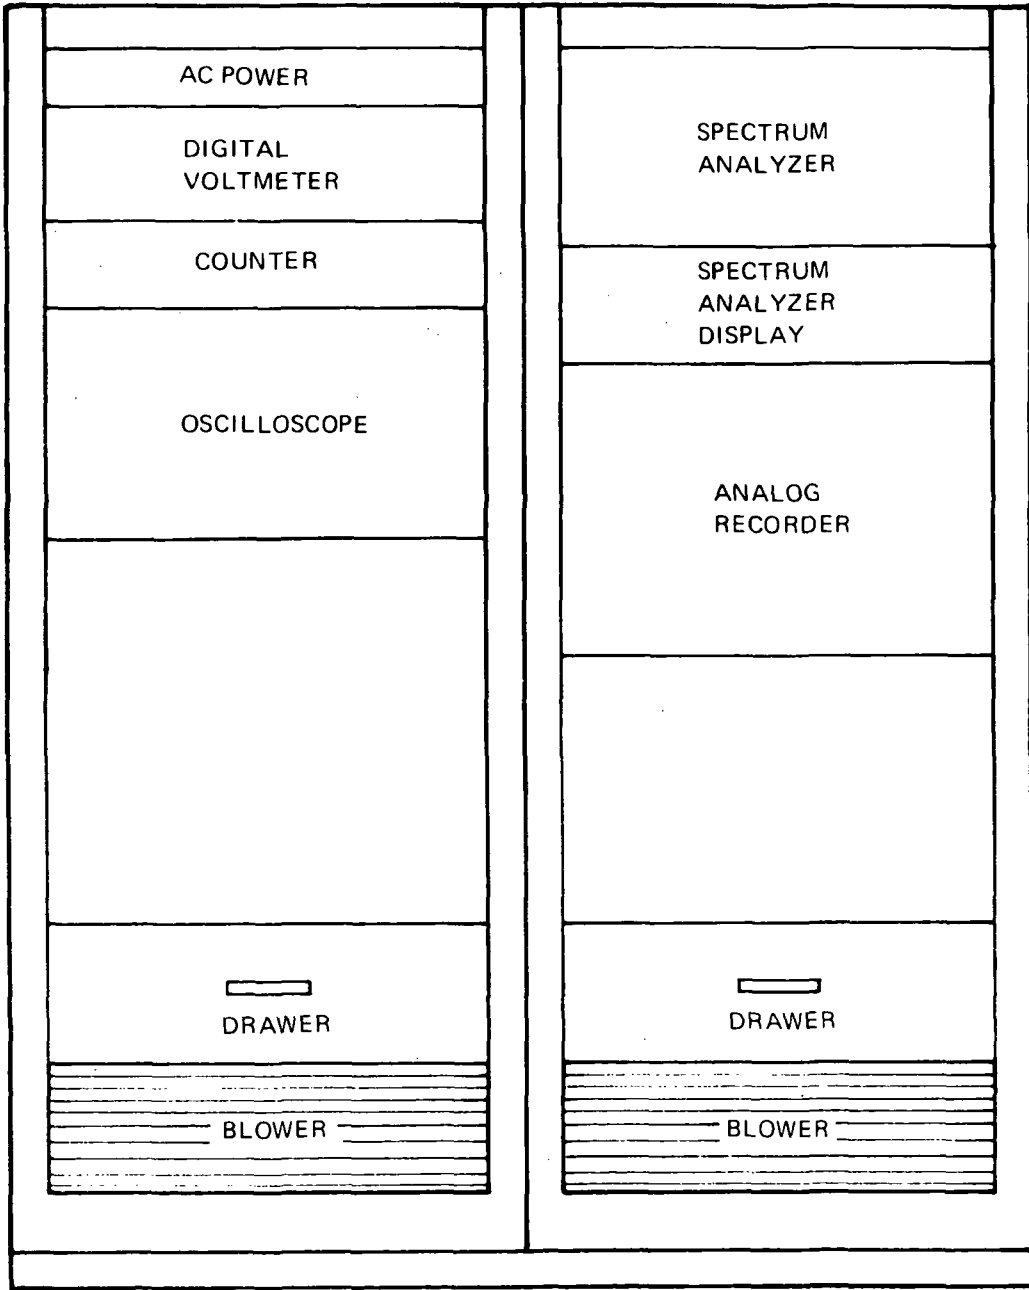 AC POWER
DIGITAL
VOLTMETER
COUNTER
OSCILLOSCOPE
DRAWER
BLOWER
SPECTRUM
ANALYZER
SPECTRUM
ANALYZER
DISPLAY
ANALOG
RECORDER
DRAWER
BLOWER